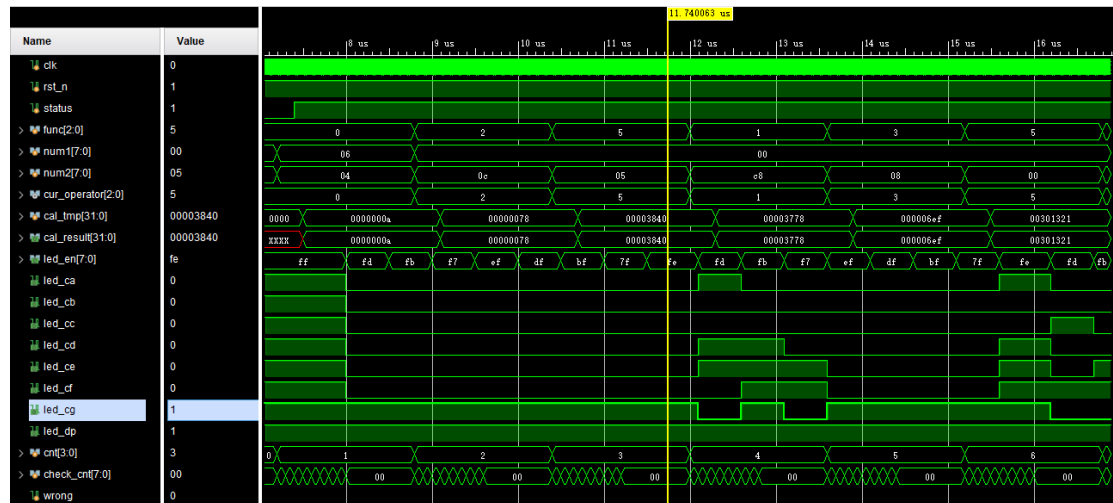 11.740063 us
Name Value 8 us 9 us 10 us 11 us 12 us 13 us 14 us 15 us 16 us
clk 0
rst_n 1
status 1
func[2:0] 5 0 2 5 1 3 5
num1[7:0] 00 06 00
num2[7:0] 05 04 0c 05 c8 08 00
cur_operator[2:0] 5 0 2 5 1 3 5
cal_tmp[31:0] 00003840 0000 0000000a 00000078 00003840 00003778 000006ef 00301321
cal_result[31:0] 00003840 XXXX 0000000a 00000078 00003840 00003778 000006ef 00301321
led_en[7:0] fe ff fd fb f7 ef df bf 7f fe fd fb f7 ef df bf 7f fe fd fb
led_ca 0
led_cb 0
led_cc 0
led_cd 0
led_ce 0
led_cf 0
led_cg 1
led_dp 1
cnt[3:0] 3 0 1 2 3 4 5 6
check_cnt[7:0] 00 00 00 00 00 00 00
wrong 0